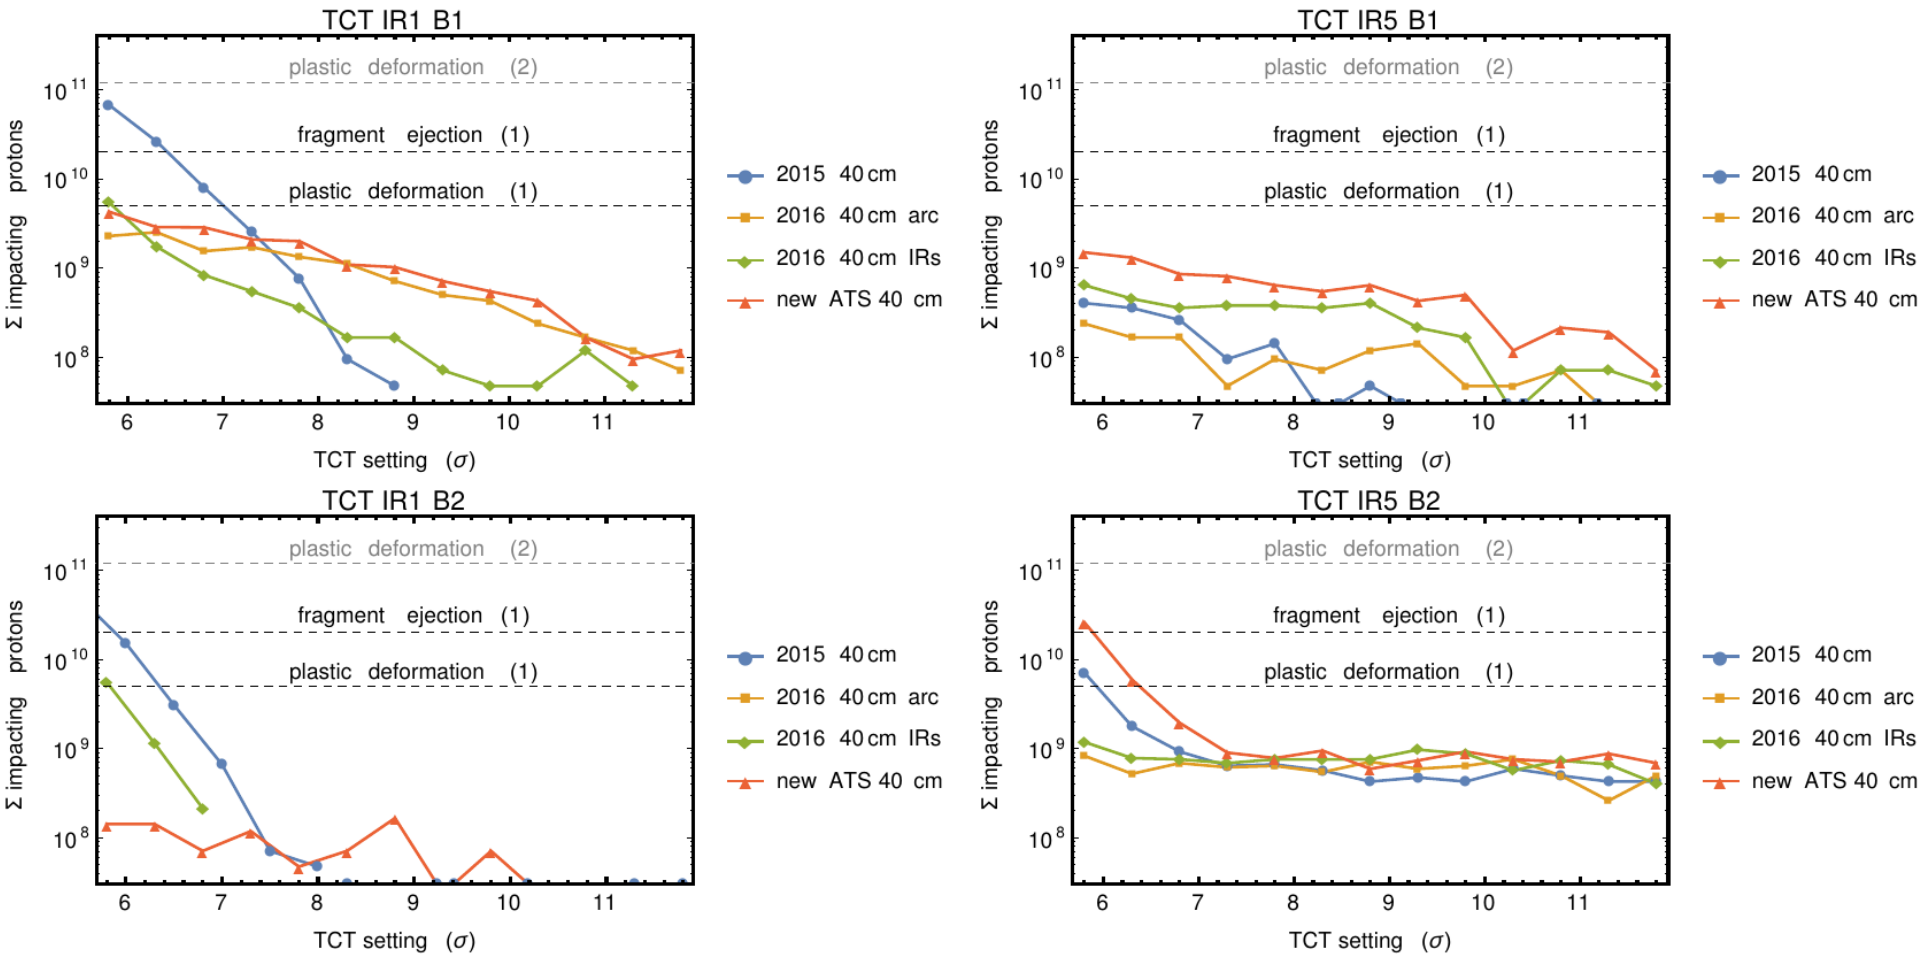 TCT IR1 B1
plastic deformation (2)
fragment ejection (1)
plastic deformation (1)
10^11
10^10
10^9
10^8
Σ impacting protons
6 7 8 9 10 11
TCT setting (σ)
2015 40 cm
2016 40 cm arc
2016 40 cm IRs
new ATS 40 cm
TCT IR5 B1
plastic deformation (2)
fragment ejection (1)
plastic deformation (1)
10^11
10^10
10^9
10^8
Σ impacting protons
6 7 8 9 10 11
TCT setting (σ)
2015 40 cm
2016 40 cm arc
2016 40 cm IRs
new ATS 40 cm
TCT IR1 B2
plastic deformation (2)
fragment ejection (1)
plastic deformation (1)
10^11
10^10
10^9
10^8
Σ impacting protons
6 7 8 9 10 11
TCT setting (σ)
2015 40 cm
2016 40 cm arc
2016 40 cm IRs
new ATS 40 cm
TCT IR5 B2
plastic deformation (2)
fragment ejection (1)
plastic deformation (1)
10^11
10^10
10^9
10^8
Σ impacting protons
6 7 8 9 10 11
TCT setting (σ)
2015 40 cm
2016 40 cm arc
2016 40 cm IRs
new ATS 40 cm